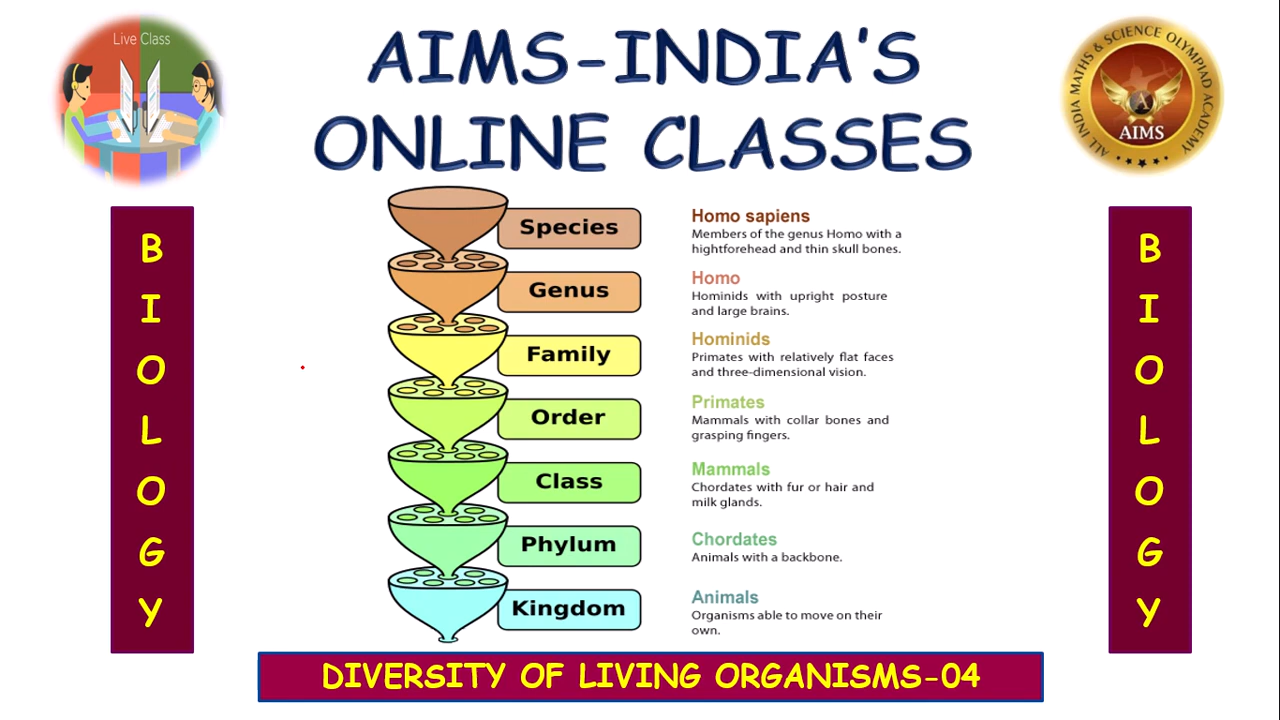 Live Class
AIMS-INDIA'S
ONLINE CLASSES
ALL INDIA MATHS & SCIENCE OLYMPIAD ACADEMY
A
AIMS
B
I
O
L
O
G
Y
Species
Homo sapiens
Members of the genus Homo with a
hightforehead and thin skull bones.
Genus
Homo
Hominids with upright posture
and large brains.
Family
Hominids
Primates with relatively flat faces
and three-dimensional vision.
Order
Primates
Mammals with collar bones and
grasping fingers.
Class
Mammals
Chordates with fur or hair and
milk glands.
Phylum
Chordates
Animals with a backbone.
Kingdom
Animals
Organisms able to move on their
own.
B
I
O
L
O
G
Y
DIVERSITY OF LIVING ORGANISMS-04